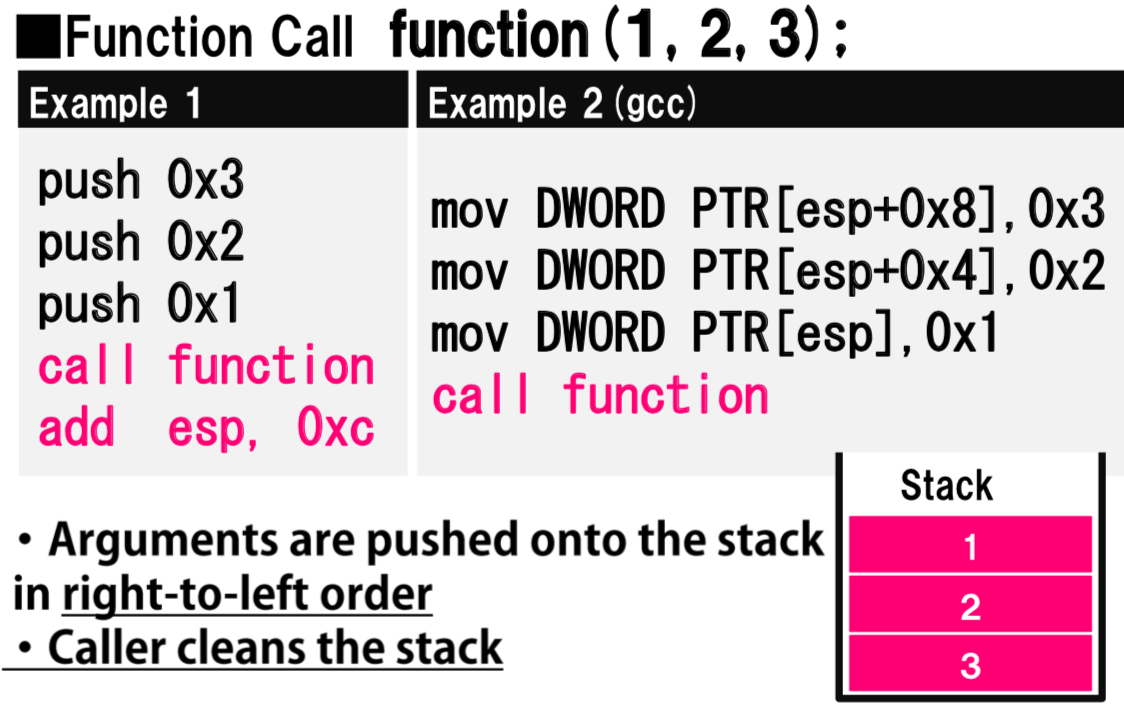 ■Function Call function(1, 2, 3);
Example 1
push 0x3
push 0x2
push 0x1
call function
add esp, 0xc
Example 2(gcc)
mov DWORD PTR[esp+0x8],0x3
mov DWORD PTR[esp+0x4],0x2
mov DWORD PTR[esp],0x1
call function
・Arguments are pushed onto the stack
in right-to-left order
・Caller cleans the stack
Stack
1
2
3